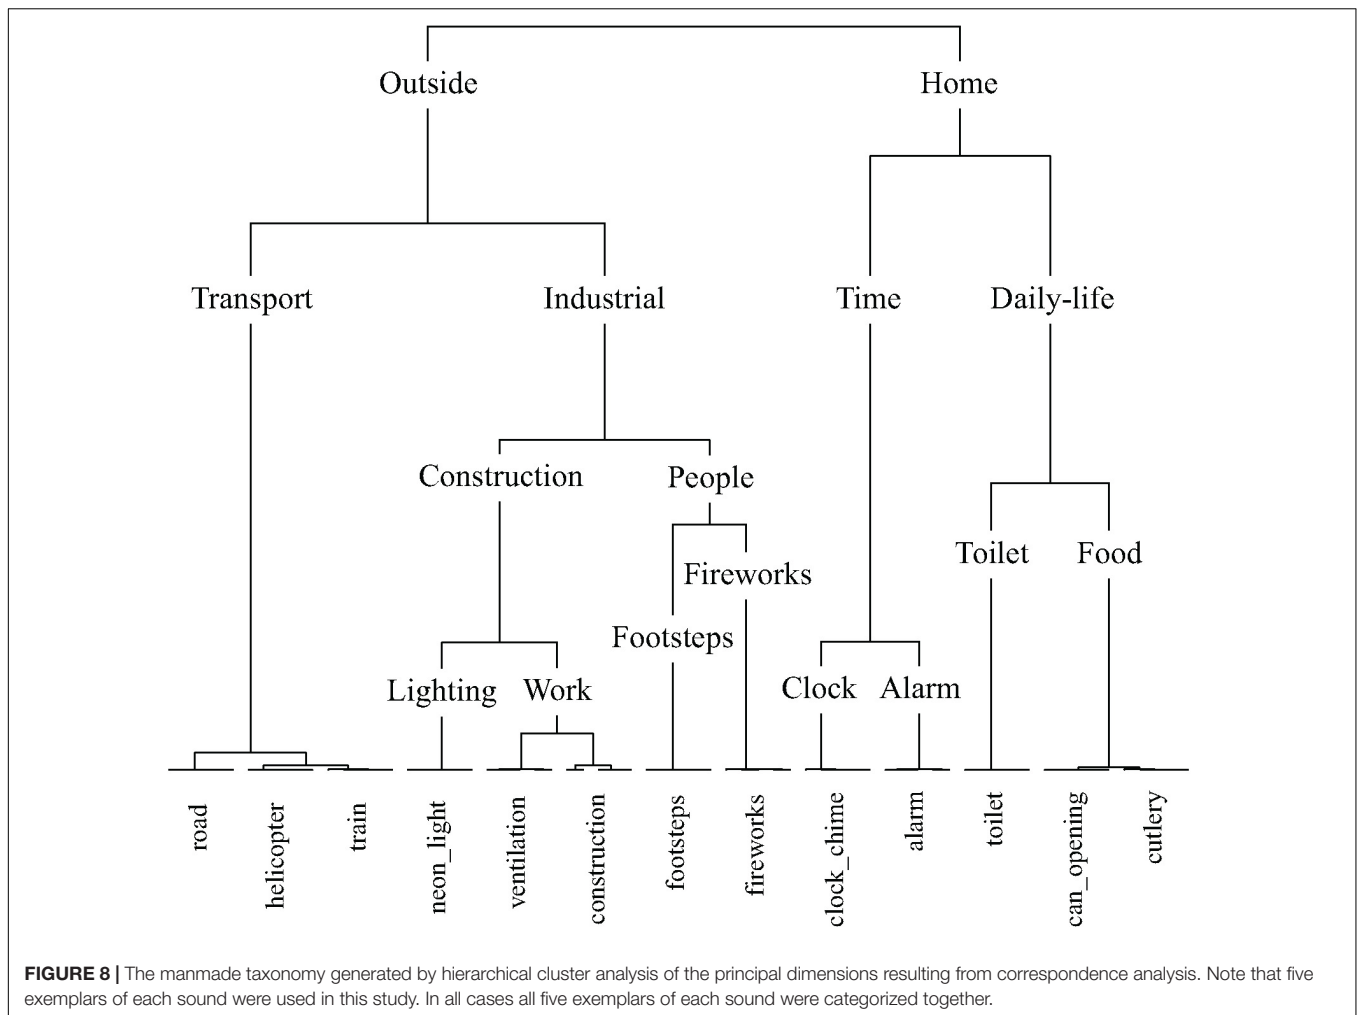 Outside Home
Transport Industrial Time Daily-life
Construction People
Toilet Food
Fireworks
Footsteps
Lighting Work Clock Alarm
road helicopter train neon_light ventilation construction footsteps fireworks clock_chime alarm toilet can_opening cutlery
FIGURE 8 | The manmade taxonomy generated by hierarchical cluster analysis of the principal dimensions resulting from correspondence analysis. Note that five
exemplars of each sound were used in this study. In all cases all five exemplars of each sound were categorized together.